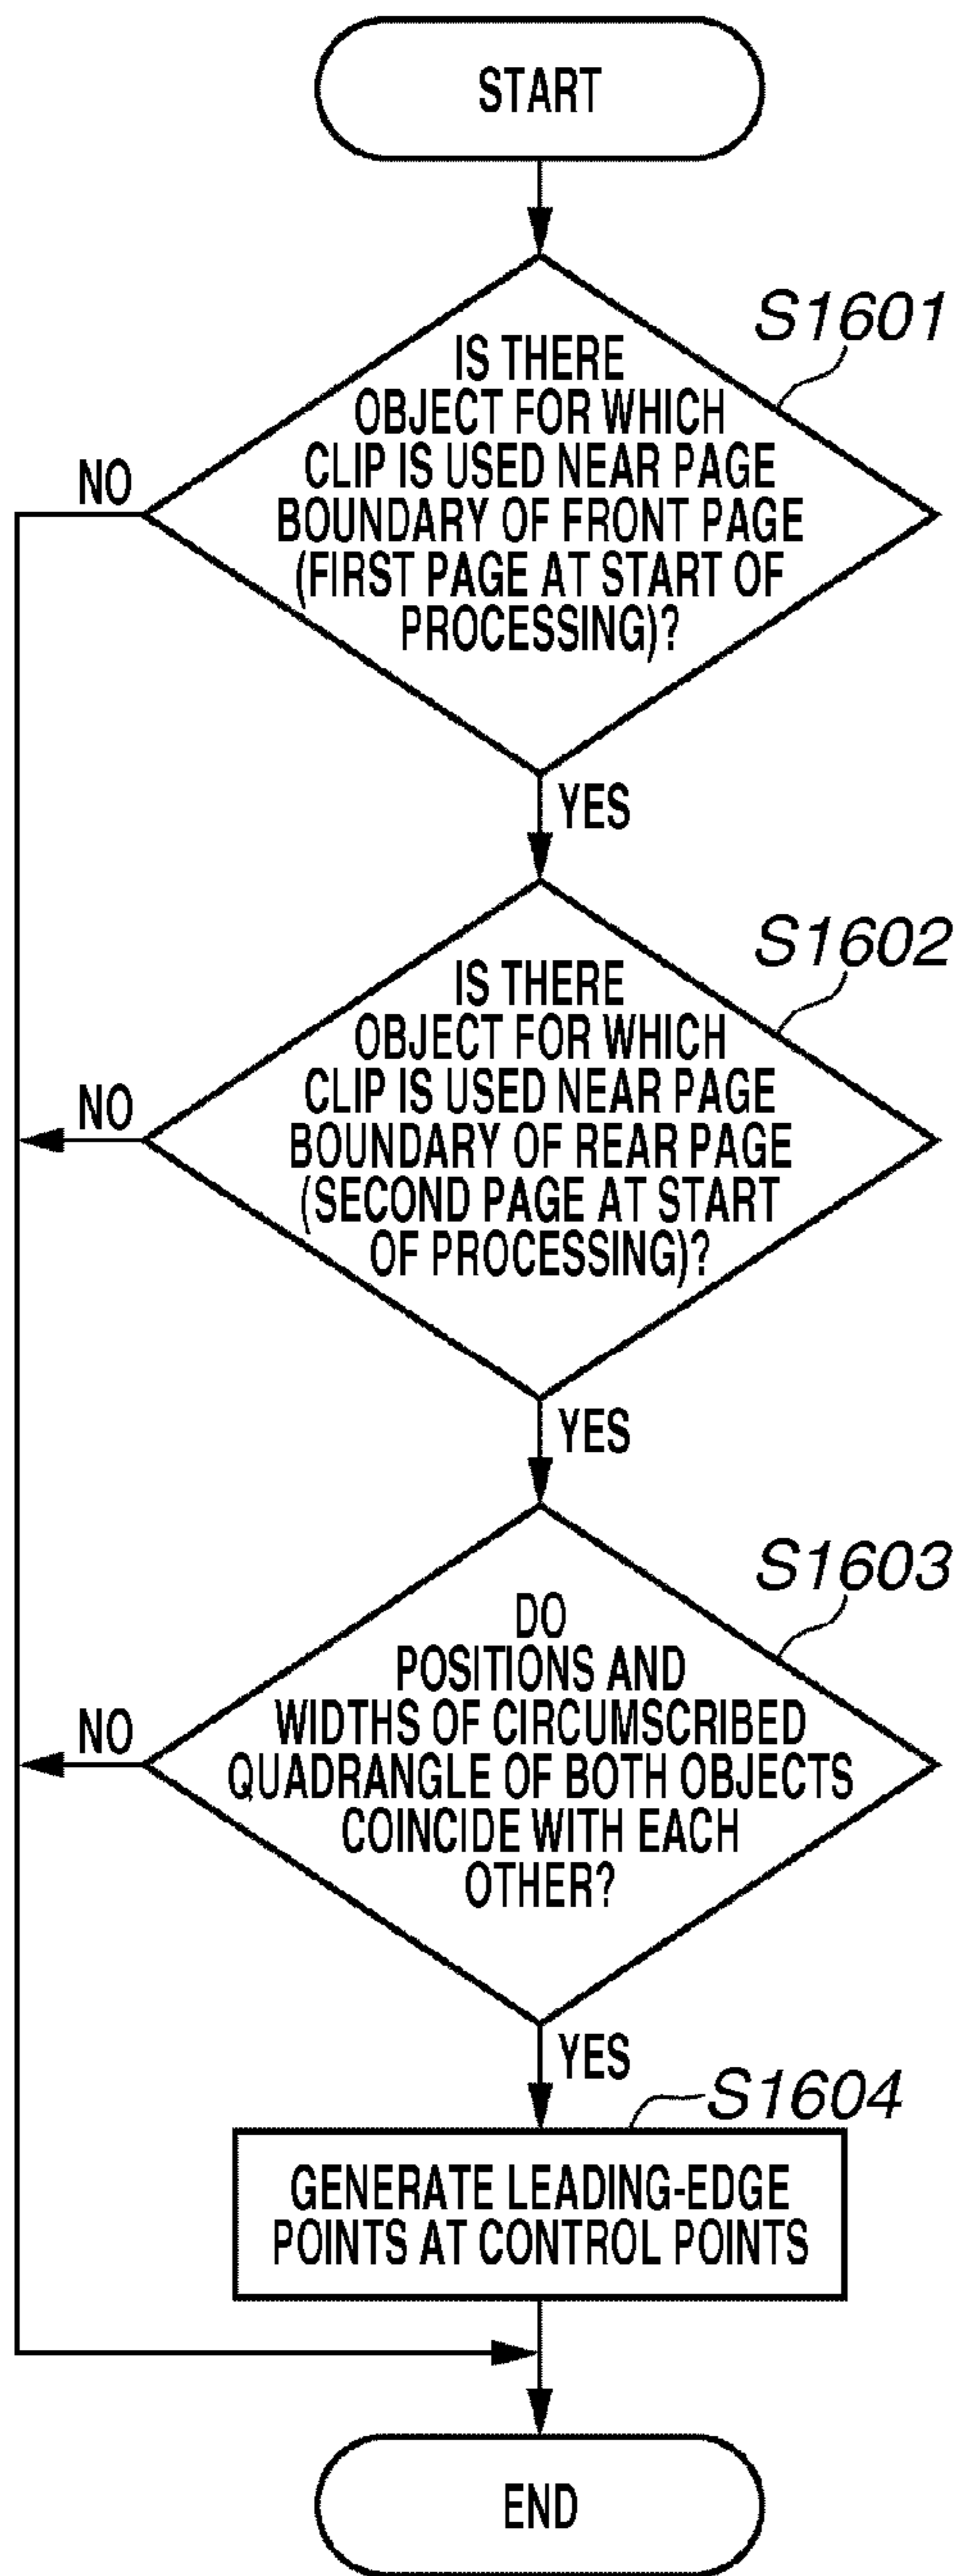 START
S1601
IS THERE
OBJECT FOR WHICH
CLIP IS USED NEAR PAGE
BOUNDARY OF FRONT PAGE
(FIRST PAGE AT START OF
PROCESSING)?
NO
YES
S1602
IS THERE
OBJECT FOR WHICH
CLIP IS USED NEAR PAGE
BOUNDARY OF REAR PAGE
(SECOND PAGE AT START
OF PROCESSING)?
NO
YES
S1603
DO
POSITIONS AND
WIDTHS OF CIRCUMSCRIBED
QUADRANGLE OF BOTH OBJECTS
COINCIDE WITH EACH
OTHER?
NO
YES
S1604
GENERATE LEADING-EDGE
POINTS AT CONTROL POINTS
END